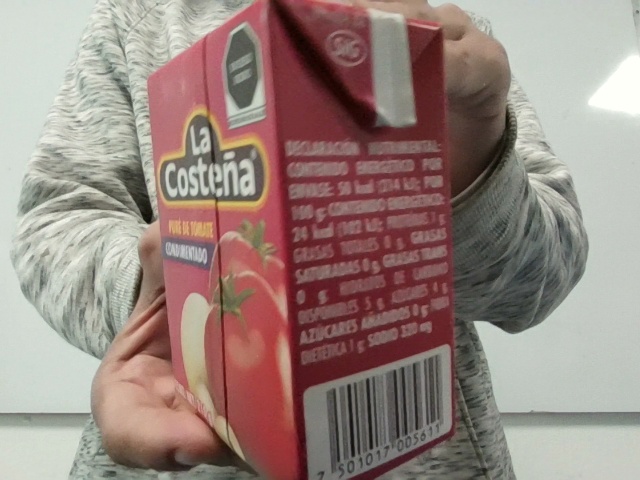 SIG
La
Costeña®
PURÉ DE TOMATE
CONDIMENTADO
DECLARACIÓN NUTRIMENTAL:
CONTENIDO ENERGÉTICO POR
ENVASE: 50 kcal (214 kJ); POR
100 g: CONTENIDO ENERGÉTICO:
24 kcal (102 kJ); PROTEÍNAS 1 g
GRASAS TOTALES 0 g, GRASAS
SATURADAS 0 g, GRASAS TRANS
0 g; HIDRATOS DE CARBONO
DISPONIBLES 5 g, AZÚCARES 4 g
AZÚCARES AÑADIDOS 0 g; FIBRA
DIETÉTICA 1 g; SODIO 320 mg
7 501017 005611